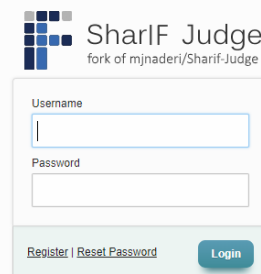 SharIF Judge
fork of mjnaderi/Sharif-Judge
Username
Password
Register | Reset Password
Login